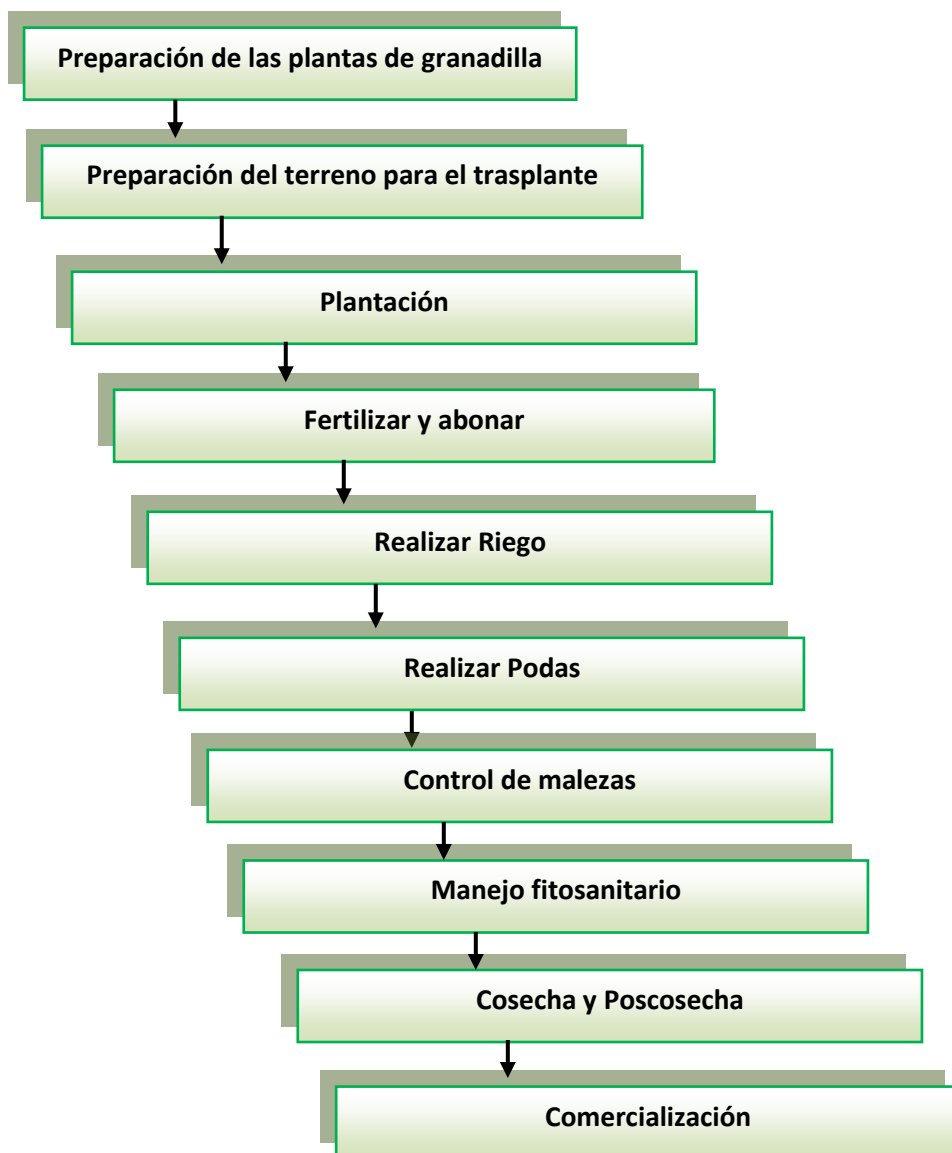 Preparación de las plantas de granadilla
Preparación del terreno para el trasplante
Plantación
Fertilizar y abonar
Realizar Riego
Realizar Podas
Control de malezas
Manejo fitosanitario
Cosecha y Poscosecha
Comercialización